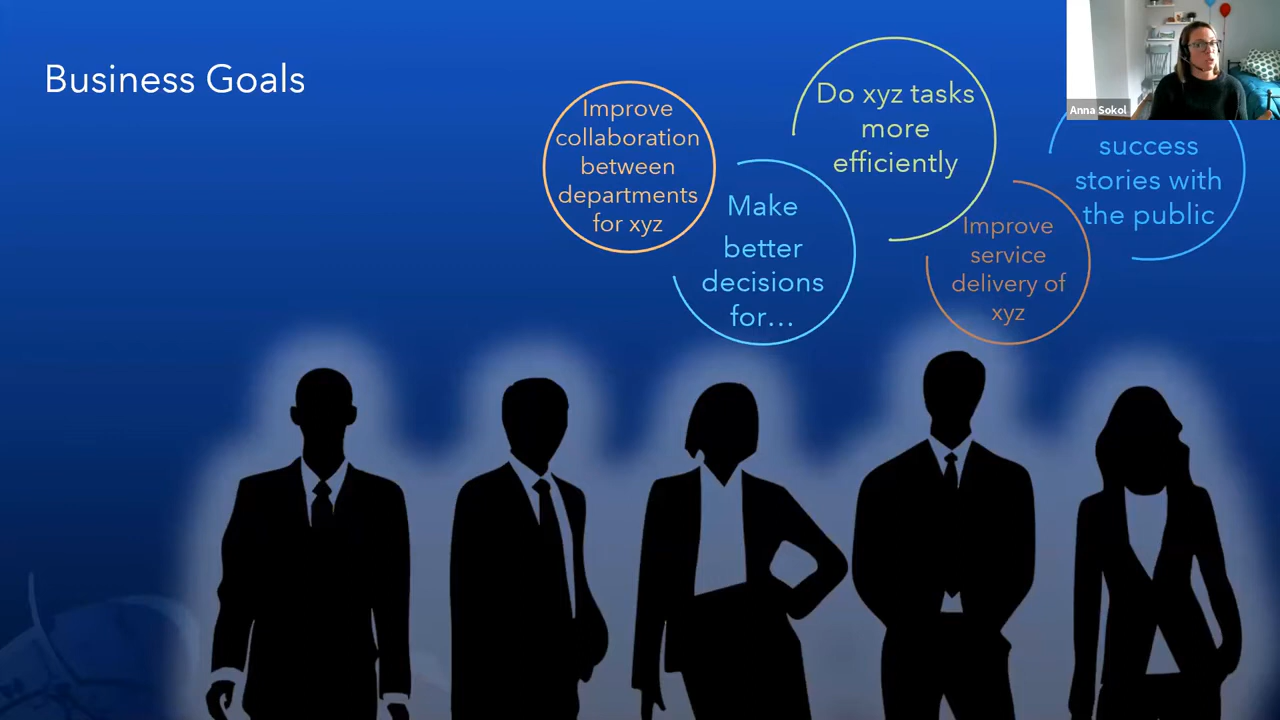 Business Goals
Improve
collaboration
between
departments
for xyz
Make
better
decisions
for...
Do xyz tasks
more
efficiently
Improve
service
delivery of
xyz
success
stories with
the public
Anna Sokol